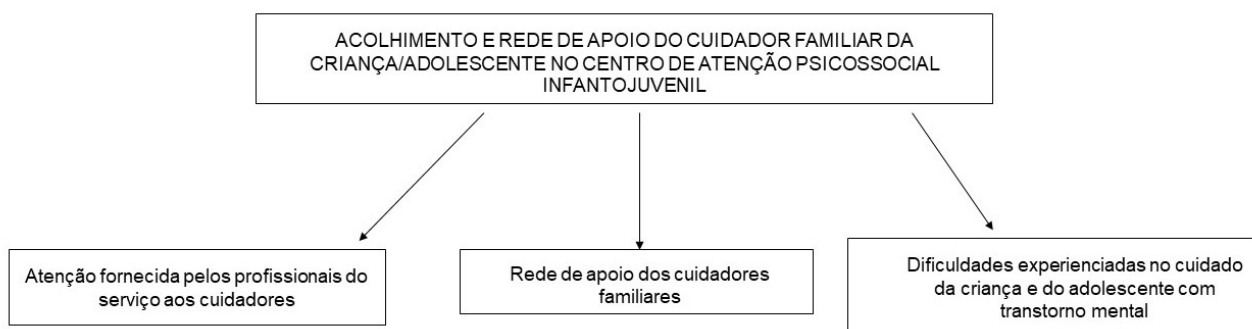 ACOLHIMENTO E REDE DE APOIO DO CUIDADOR FAMILIAR DA
CRIANÇA/ADOLESCENTE NO CENTRO DE ATENÇÃO PSICOSSOCIAL
INFANTOJUVENIL
Atenção fornecida pelos profissionais do
serviço aos cuidadores
Rede de apoio dos cuidadores
familiares
Dificuldades experienciadas no cuidado
da criança e do adolescente com
transtorno mental